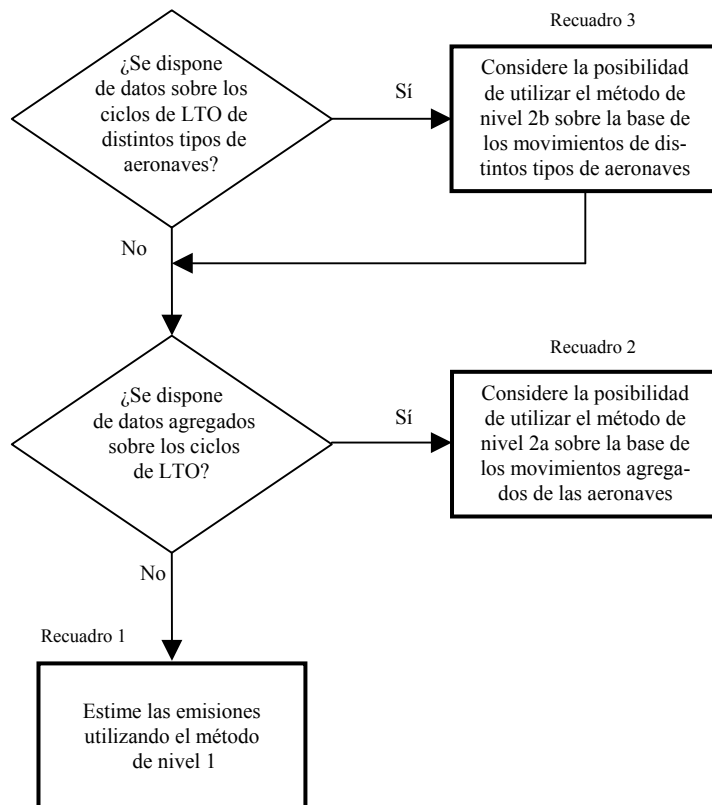 Recuadro 3
¿Se dispone
de datos sobre los
ciclos de LTO de
distintos tipos de
aeronaves?
Sí
Considere la posibilidad
de utilizar el método de
nivel 2b sobre la base de
los movimientos de dis-
tintos tipos de aeronaves
No
Recuadro 2
¿Se dispone
de datos agregados
sobre los ciclos
de LTO?
Sí
Considere la posibilidad
de utilizar el método de
nivel 2a sobre la base de
los movimientos agrega-
dos de las aeronaves
No
Recuadro 1
Estime las emisiones
utilizando el método
de nivel 1